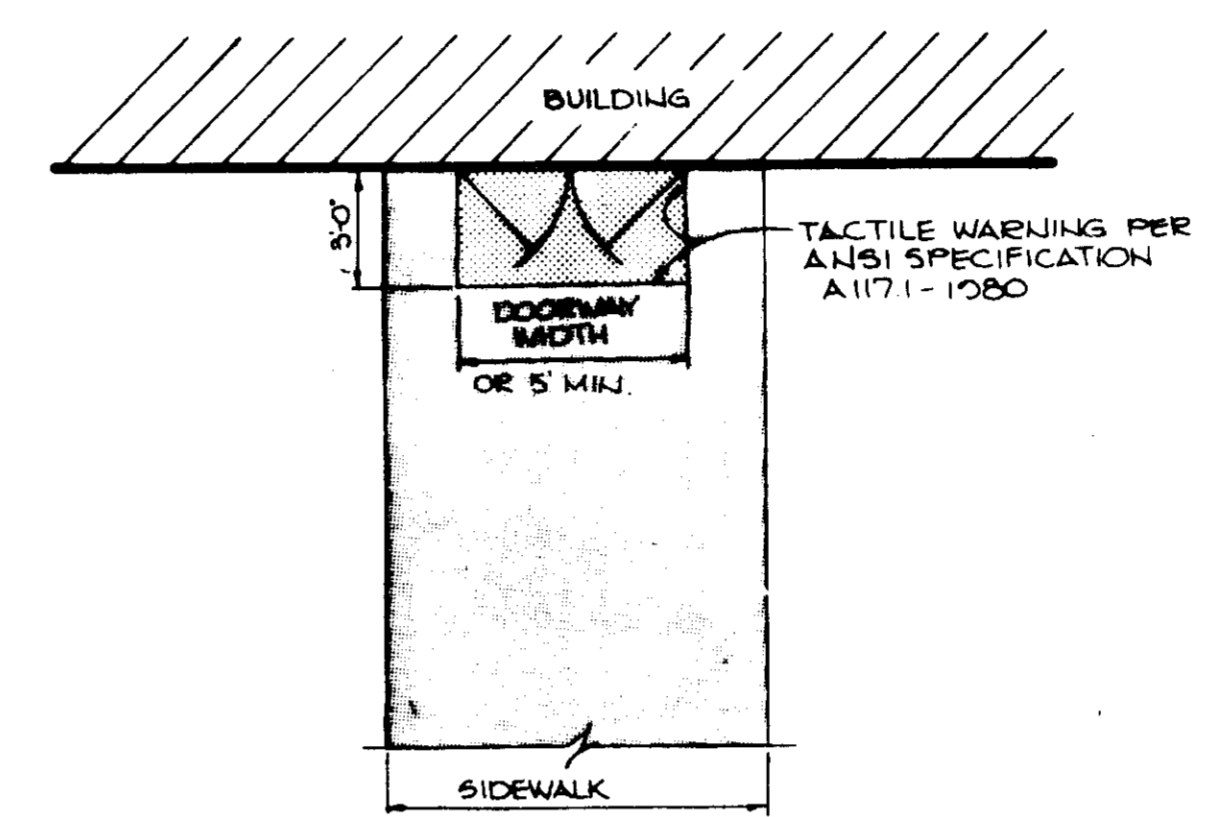 BUILDING
3'-0"
TACTILE WARNING PER
ANSI SPECIFICATION
A117.1-1980
DOORWAY
WIDTH
OR 5' MIN.
SIDEWALK